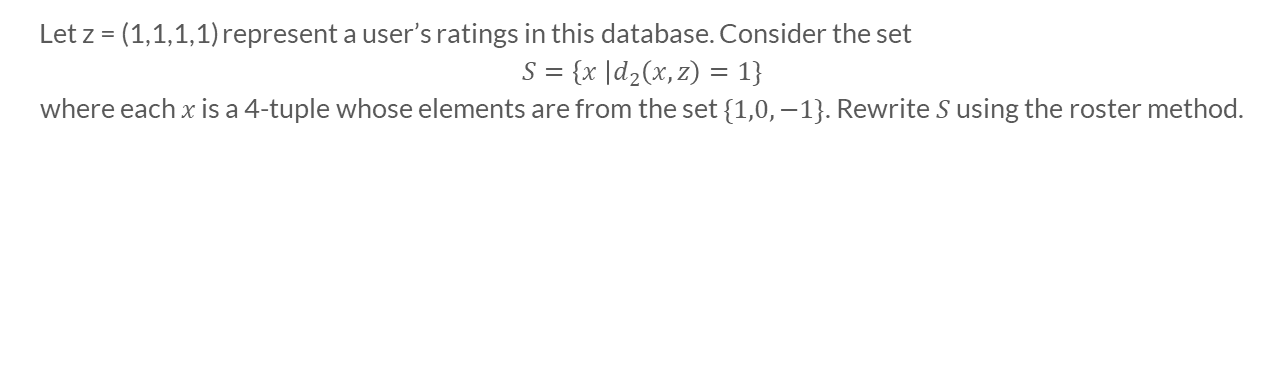 Let z = (1,1,1,1) represent a user's ratings in this database. Consider the set
S = {x |d₂(x, z) = 1}
where each x is a 4-tuple whose elements are from the set {1,0, −1}. Rewrite S using the roster method.